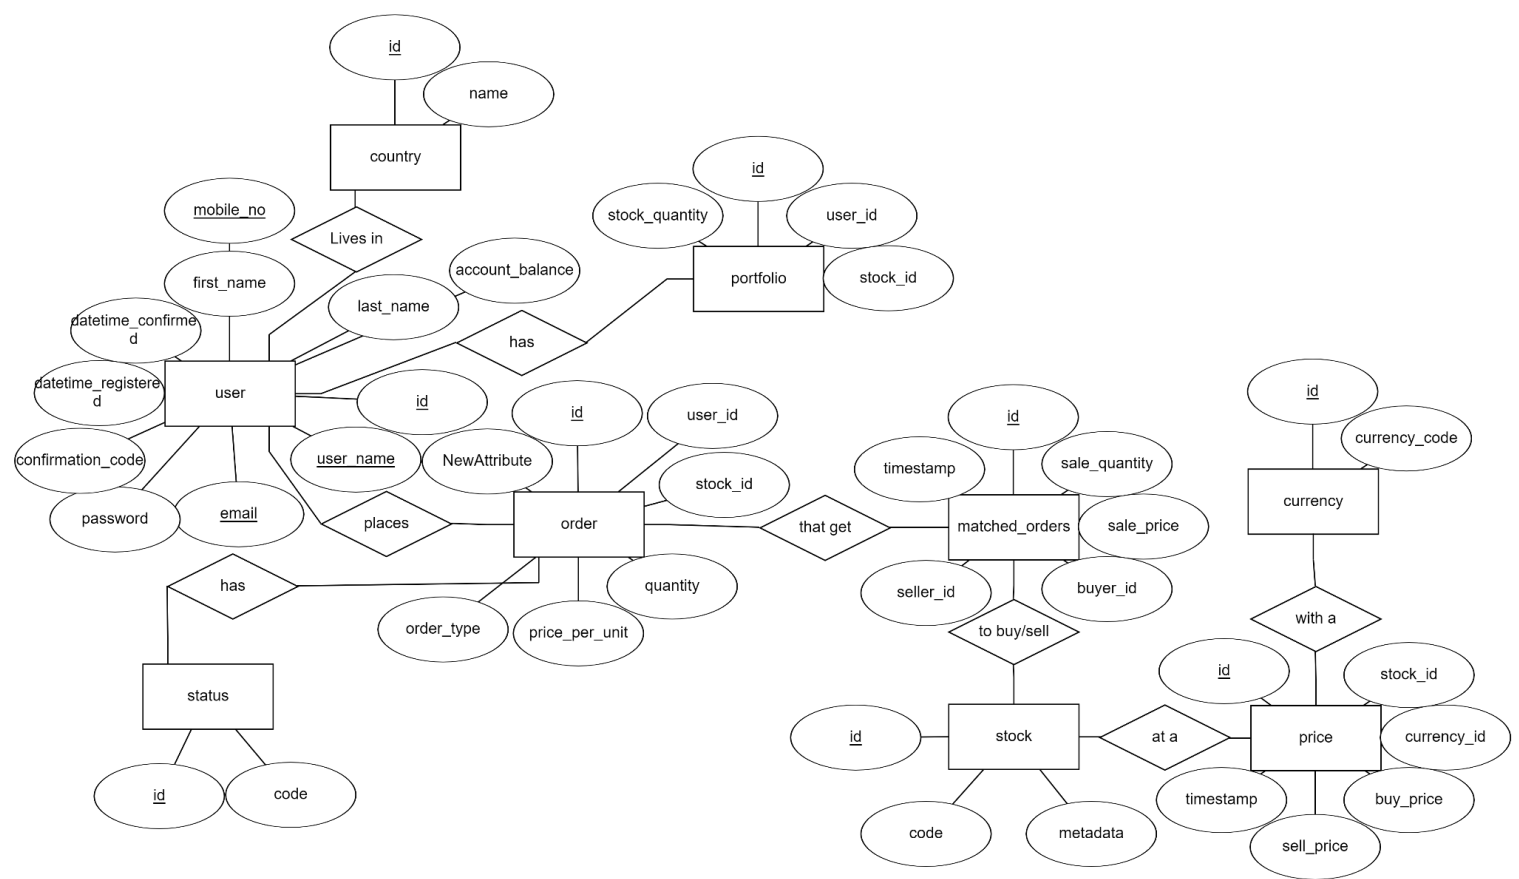 id
name
country
id
mobile_no
stock_quantity
user_id
Lives in
account_balance
portfolio
stock_id
first_name
last_name
datetime_confirme
d
has
datetime_registere
d
user
id
id
user_id
id
id
currency_code
confirmation_code
user_name
NewAttribute
timestamp
sale_quantity
stock_id
currency
password
email
places
order
that get
matched_orders
sale_price
has
quantity
seller_id
buyer_id
order_type
price_per_unit
to buy/sell
with a
id
stock_id
status
id
stock
at a
price
currency_id
id
code
timestamp
buy_price
code
metadata
sell_price